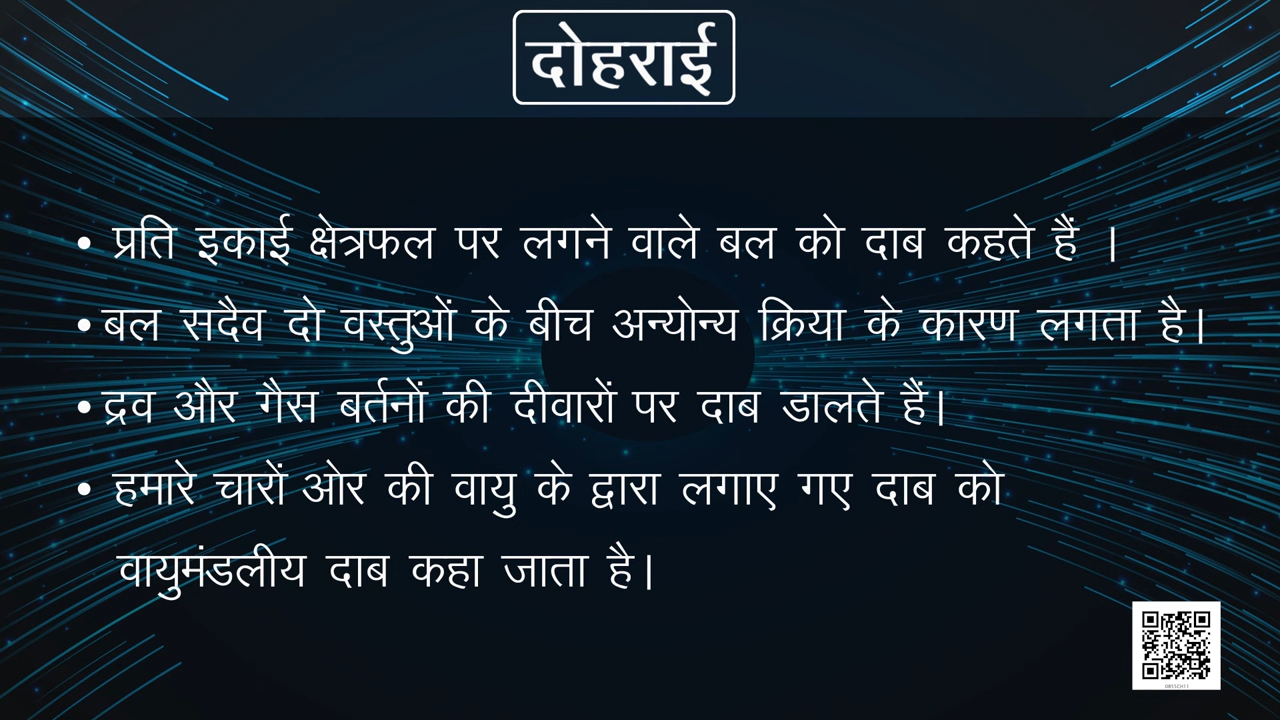 दोहराई
• प्रति इकाई क्षेत्रफल पर लगने वाले बल को दाब कहते हैं ।
• बल सदैव दो वस्तुओं के बीच अन्योन्य क्रिया के कारण लगता है।
• द्रव और गैस बर्तनों की दीवारों पर दाब डालते हैं।
• हमारे चारों ओर की वायु के द्वारा लगाए गए दाब को
वायुमंडलीय दाब कहा जाता है।